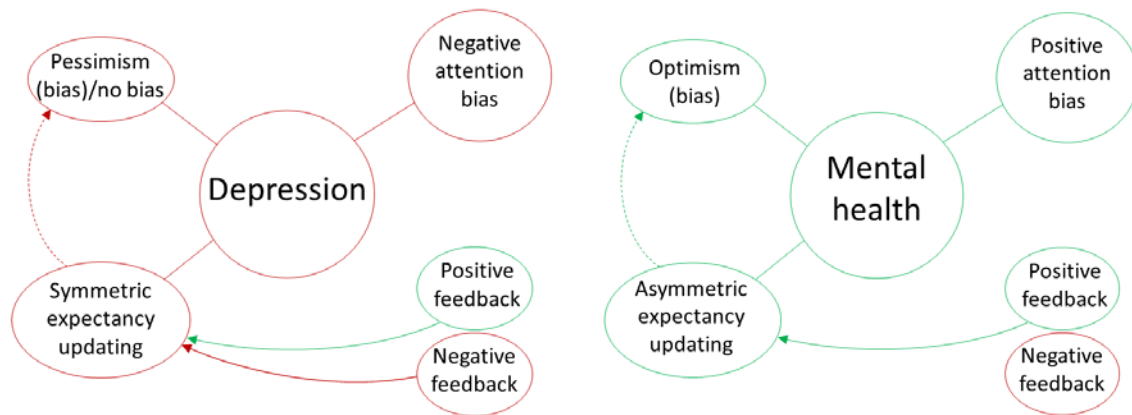 Pessimism
(bias)/no bias
Negative
attention
bias
Depression
Symmetric
expectancy
updating
Positive
feedback
Negative
feedback
Optimism
(bias)
Positive
attention
bias
Mental
health
Asymmetric
expectancy
updating
Positive
feedback
Negative
feedback